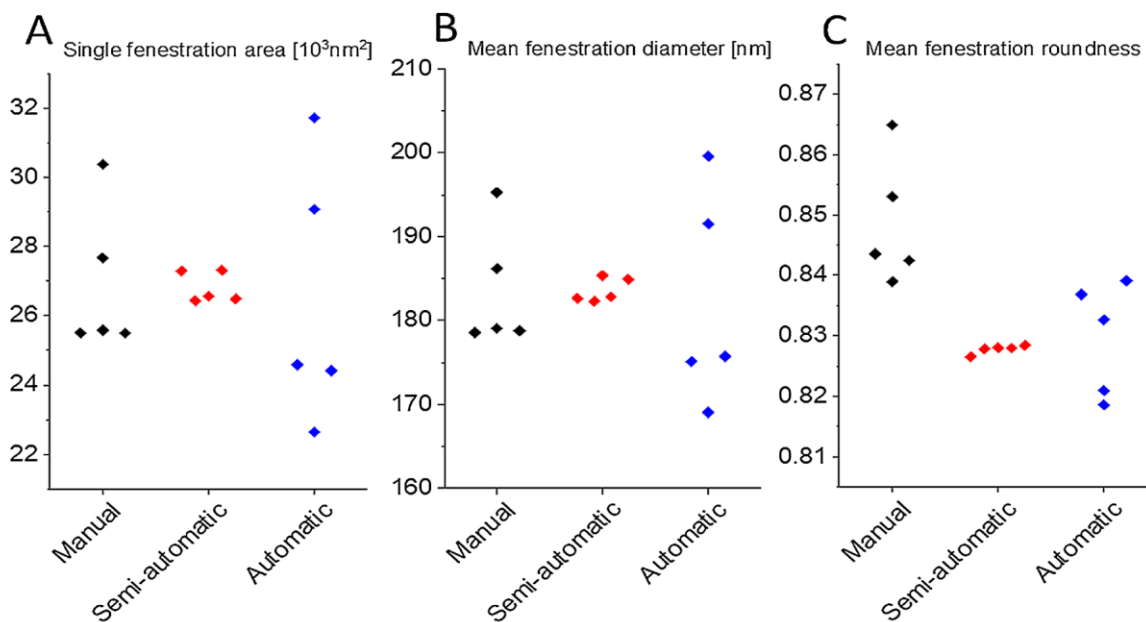 A
Single fenestration area [10³nm²]
32
30
28
26
24
22
Manual
Semi-automatic
Automatic
B
Mean fenestration diameter [nm]
210
200
190
180
170
160
Manual
Semi-automatic
Automatic
C
Mean fenestration roundness
0.87
0.86
0.85
0.84
0.83
0.82
0.81
Manual
Semi-automatic
Automatic